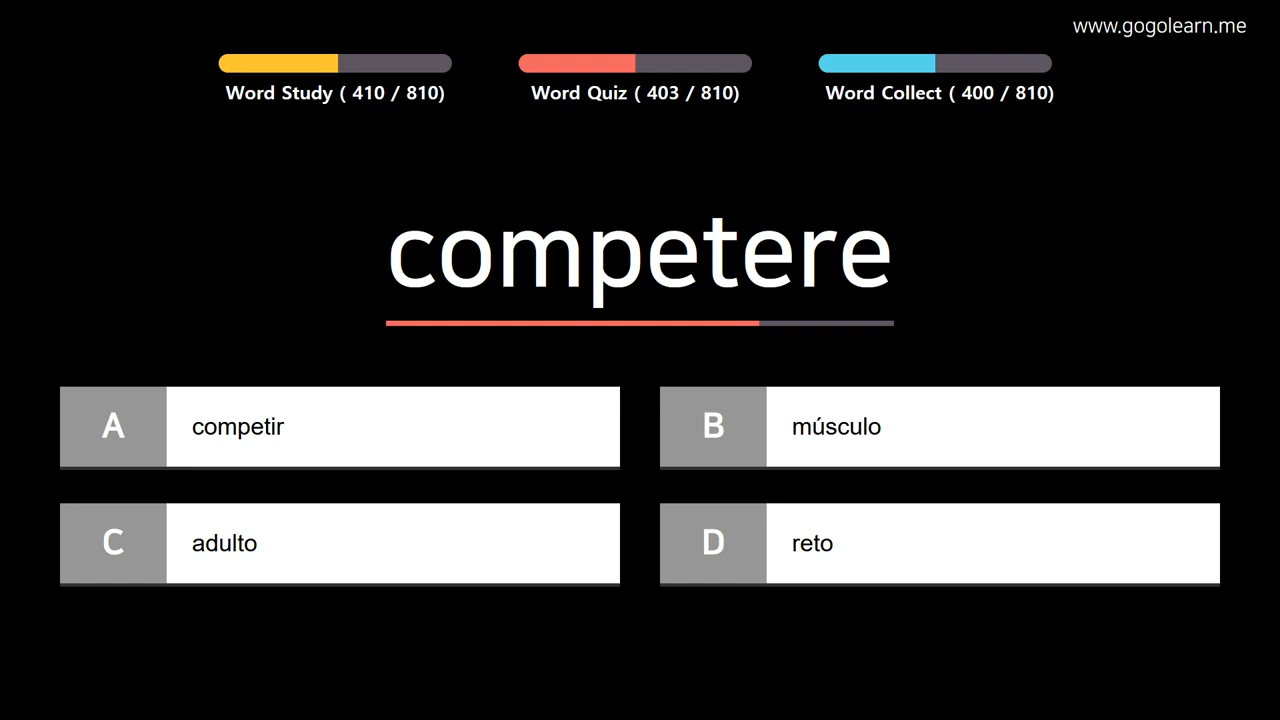 www.gogolearn.me
Word Study ( 410 / 810)
Word Quiz ( 403 / 810)
Word Collect ( 400 / 810)
competere
A competir
B músculo
C adulto
D reto